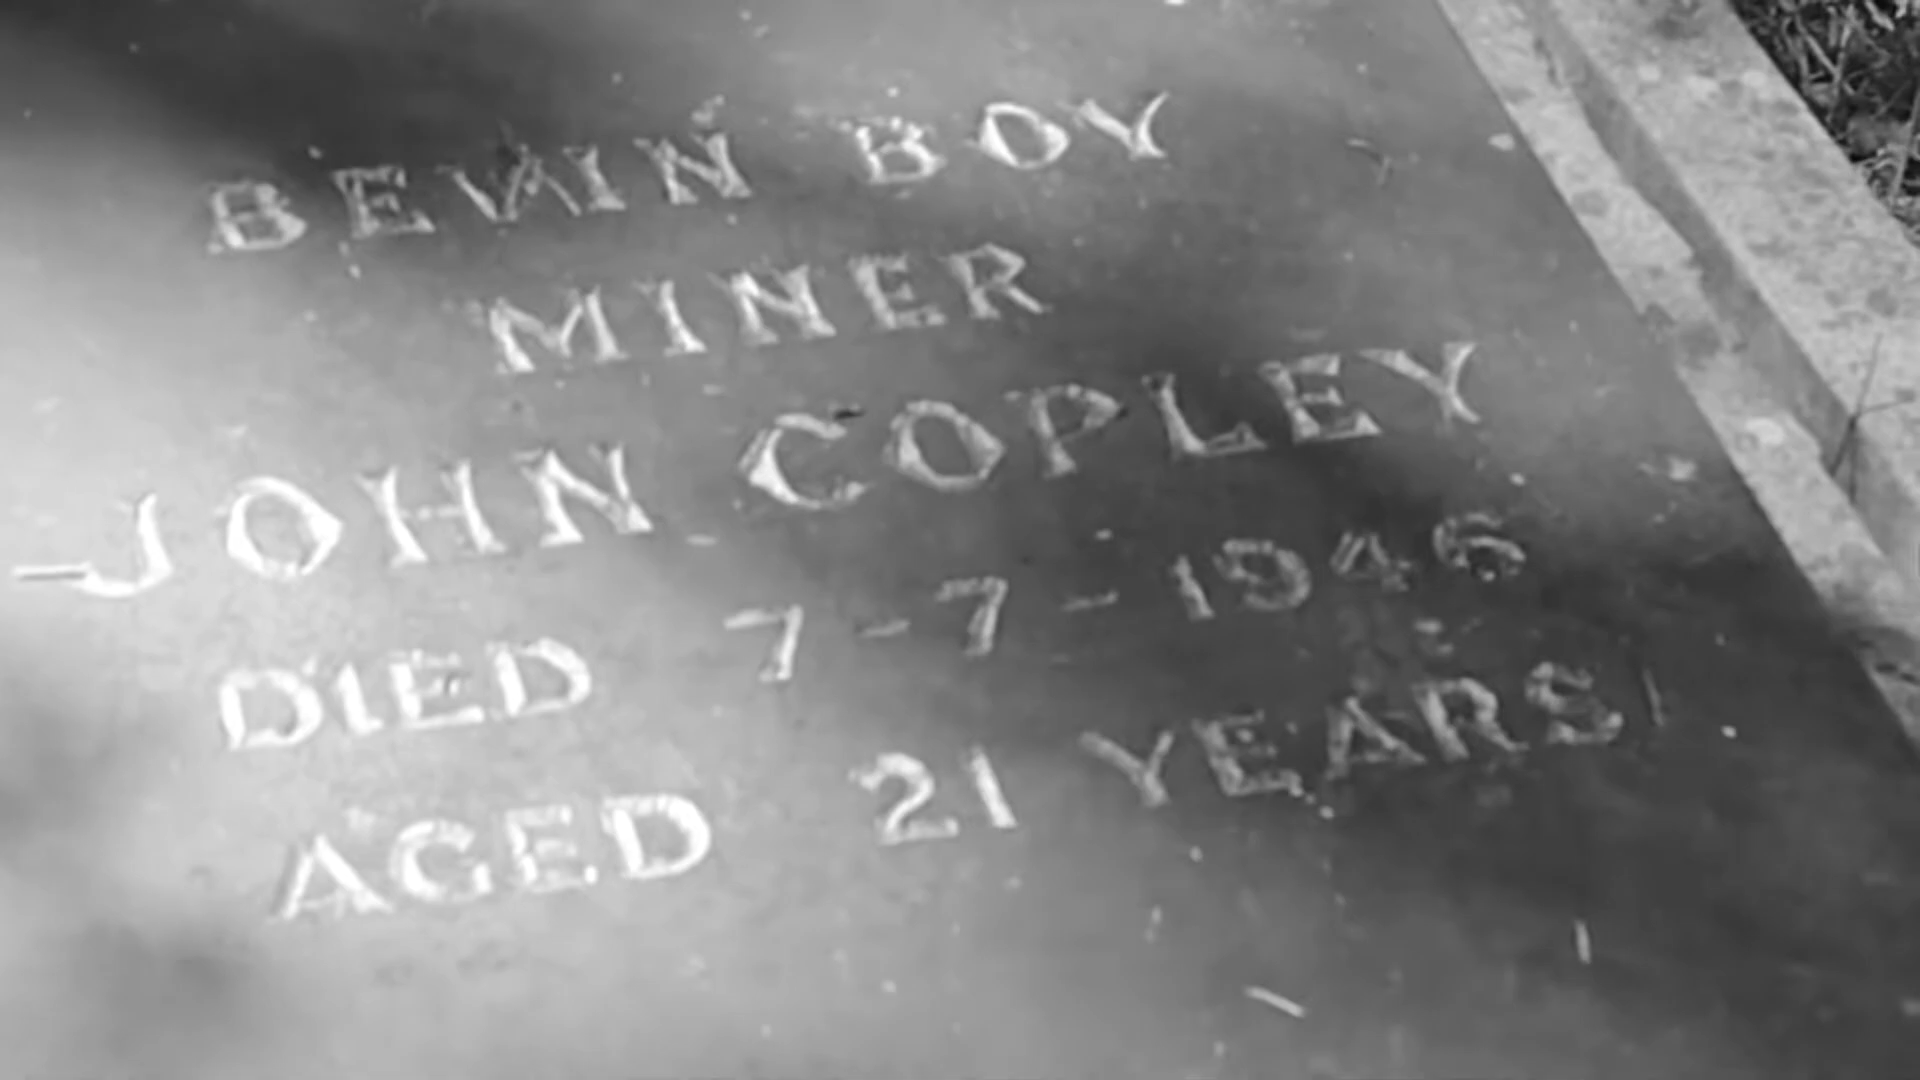 BEVIN BOY
MINER
JOHN COPLEY
DIED 7-7-1946
AGED 21 YEARS